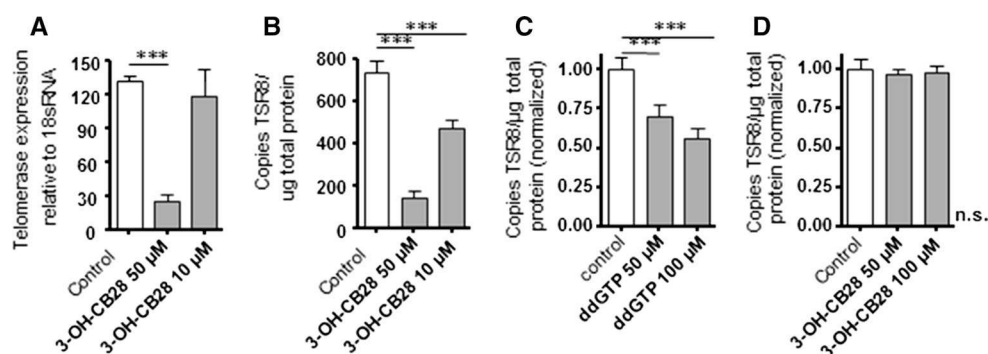 A
Telomerase expression
relative to 18sRNA
150
120
90
60
30
0
***
Control
3-OH-CB28 50 µM
3-OH-CB28 10 µM
B
Copies TSR8/
ug total protein
800
600
400
200
0
***
***
Control
3-OH-CB28 50 µM
3-OH-CB28 10 µM
C
Copies TSR8/µg total
protein (normalized)
1.00
0.75
0.50
0.25
0.00
***
***
control
ddGTP 50 µM
ddGTP 100 µM
D
Copies TSR8/µg total
protein (normalized)
1.00
0.75
0.50
0.25
0.00
n.s.
Control
3-OH-CB28 50 µM
3-OH-CB28 100 µM